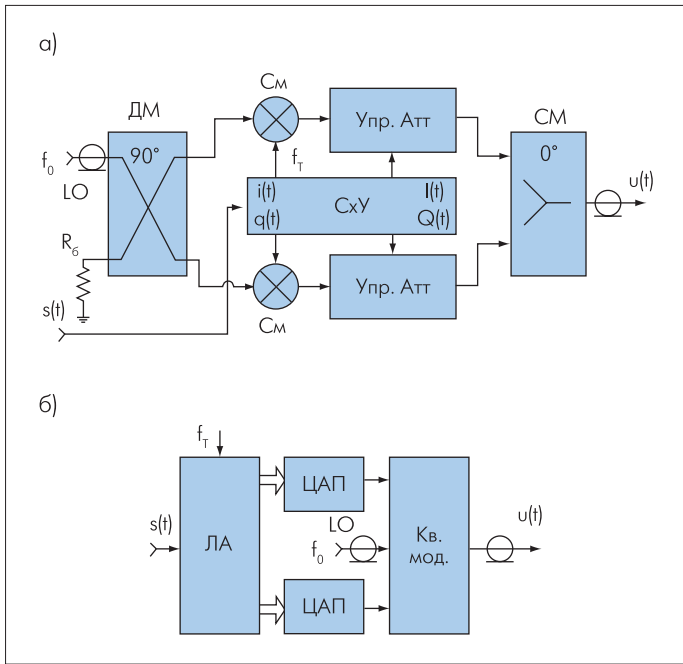 а)
См
ДМ
СМ
Упр. Атт
90°
0°
f₀
fТ
LO
i(t)
I(t)
u(t)
СхУ
q(t)
Q(t)
Rб
Упр. Атт
s(t)
См
б)
fТ
ЦАП
LO
s(t)
u(t)
ЛА
f₀
Кв.
мод.
ЦАП